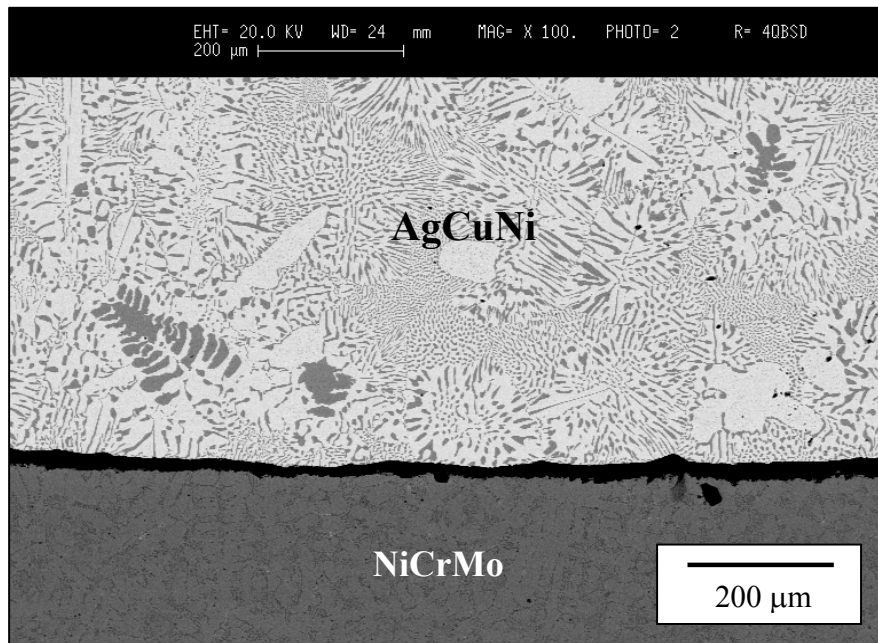 EHT= 20.0 KV WD= 24 mm MAG= X 100. PHOTO= 2 R= 4QBSD
200 µm
AgCuNi
NiCrMo
200 µm